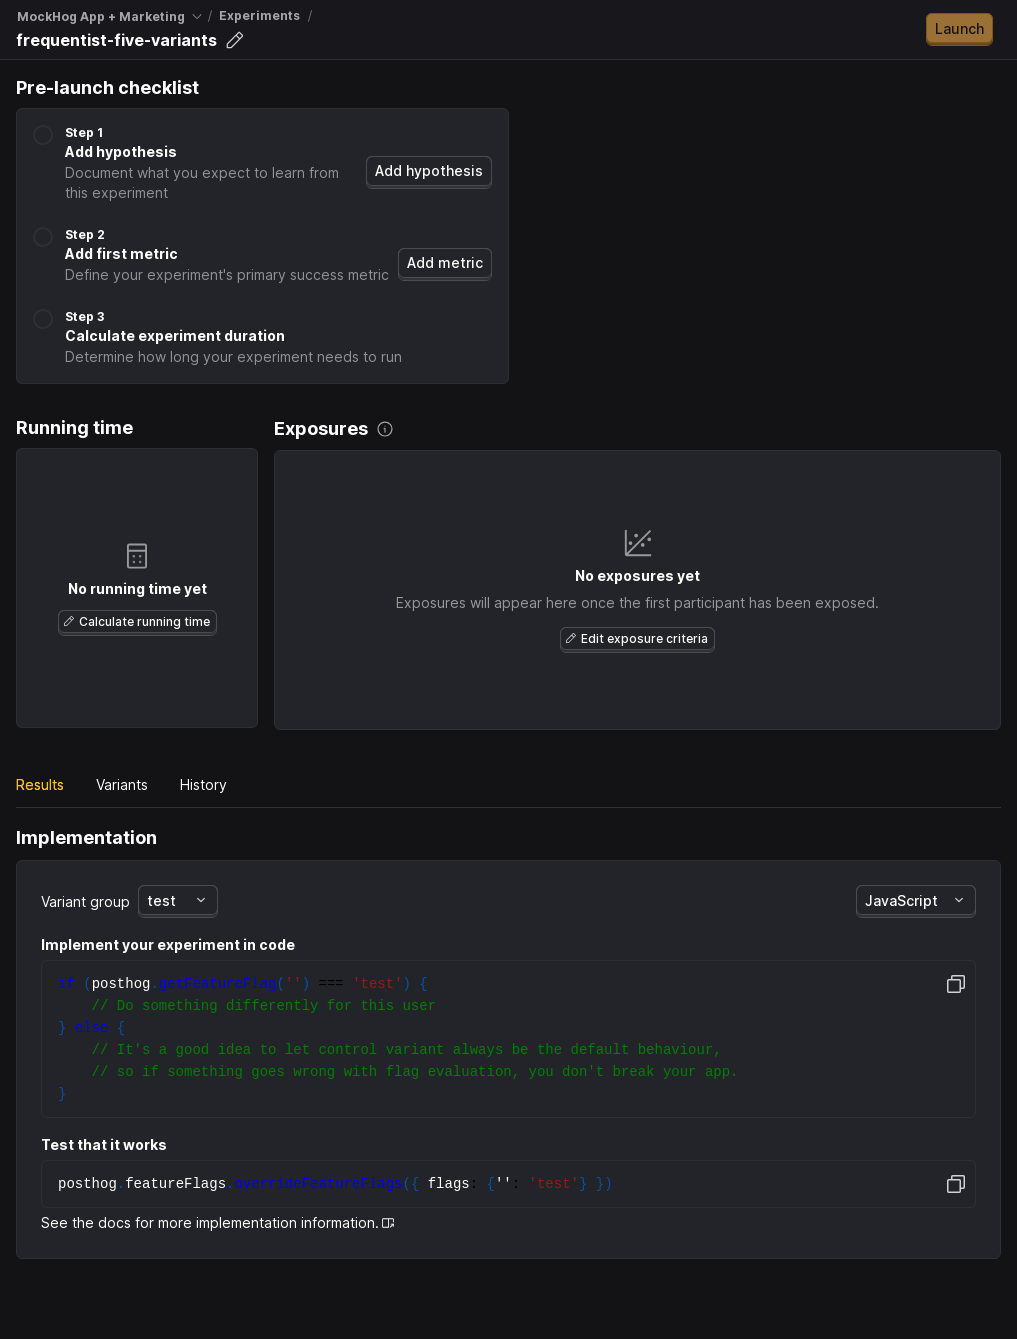 MockHog App + Marketing / Experiments /
frequentist-five-variants
Launch
Pre-launch checklist
Step 1
Add hypothesis
Document what you expect to learn from
this experiment
Add hypothesis
Step 2
Add first metric
Define your experiment's primary success metric
Add metric
Step 3
Calculate experiment duration
Determine how long your experiment needs to run
Running time
Exposures
No running time yet
Calculate running time
No exposures yet
Exposures will appear here once the first participant has been exposed.
Edit exposure criteria
Results Variants History
Implementation
Variant group test JavaScript
Implement your experiment in code
if (posthog.getFeatureFlag('') === 'test') {
    // Do something differently for this user
} else {
    // It's a good idea to let control variant always be the default behaviour,
    // so if something goes wrong with flag evaluation, you don't break your app.
}
Test that it works
posthog.featureFlags.overrideFeatureFlags({ flags: {'': 'test'} })
See the docs for more implementation information.